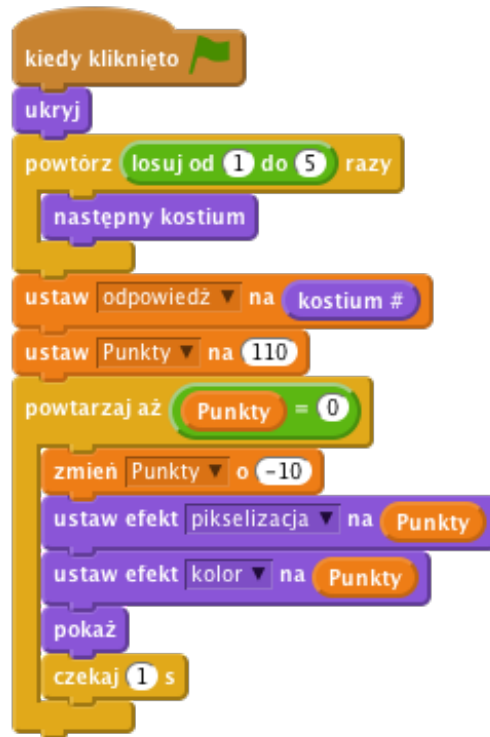 kiedy kliknięto
ukryj
powtórz losuj od 1 do 5 razy
następny kostium
ustaw odpowiedź na kostium #
ustaw Punkty na 110
powtarzaj aż Punkty = 0
zmień Punkty o -10
ustaw efekt pikselizacja na Punkty
ustaw efekt kolor na Punkty
pokaż
czekaj 1 s